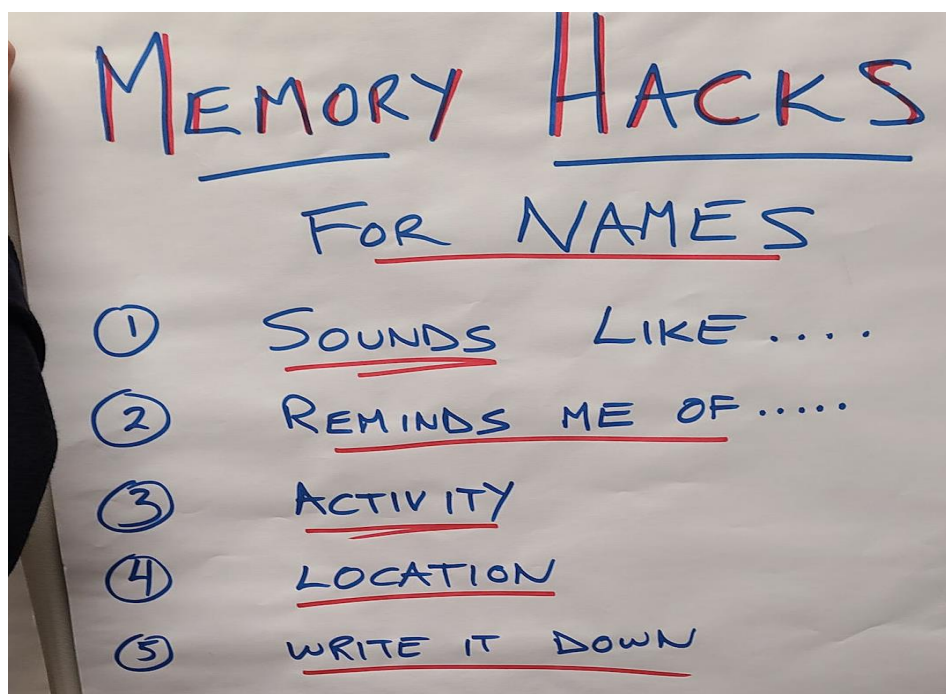 MEMORY HACKS
FOR NAMES
1 SOUNDS LIKE ....
2 REMINDS ME OF .....
3 ACTIVITY
4 LOCATION
5 WRITE IT DOWN